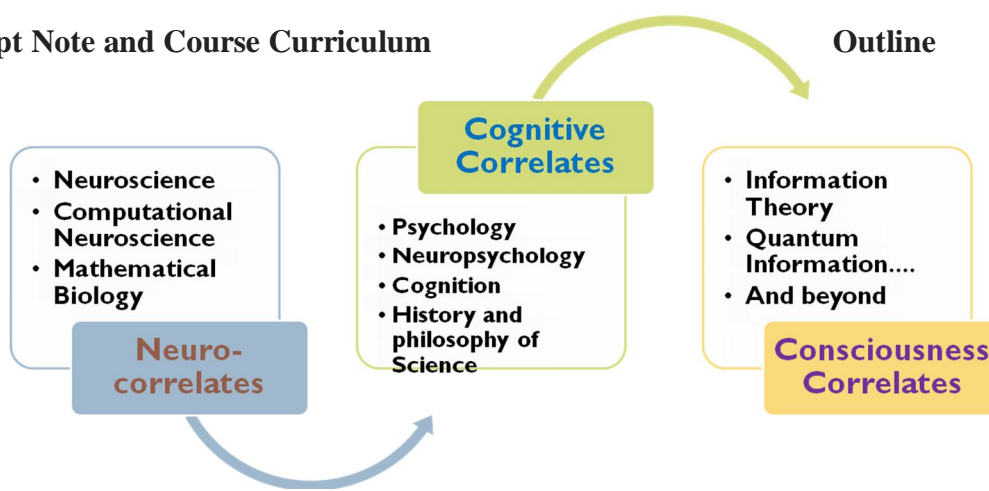 pt Note and Course Curriculum
Outline
• Neuroscience
• Computational
Neuroscience
• Mathematical
Biology
Neuro-
correlates
Cognitive
Correlates
• Psychology
• Neuropsychology
• Cognition
• History and
philosophy of
Science
• Information
Theory
• Quantum
Information....
• And beyond
Consciousness
Correlates